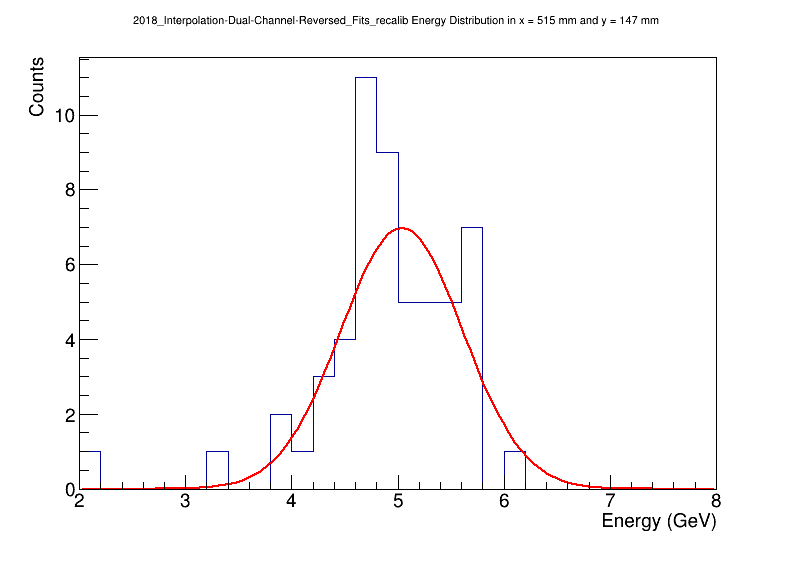 2018_Interpolation-Dual-Channel-Reversed_Fits_recalib Energy Distribution in x = 515 mm and y = 147 mm
Counts
10
8
6
4
2
0
2 3 4 5 6 7 8
Energy (GeV)